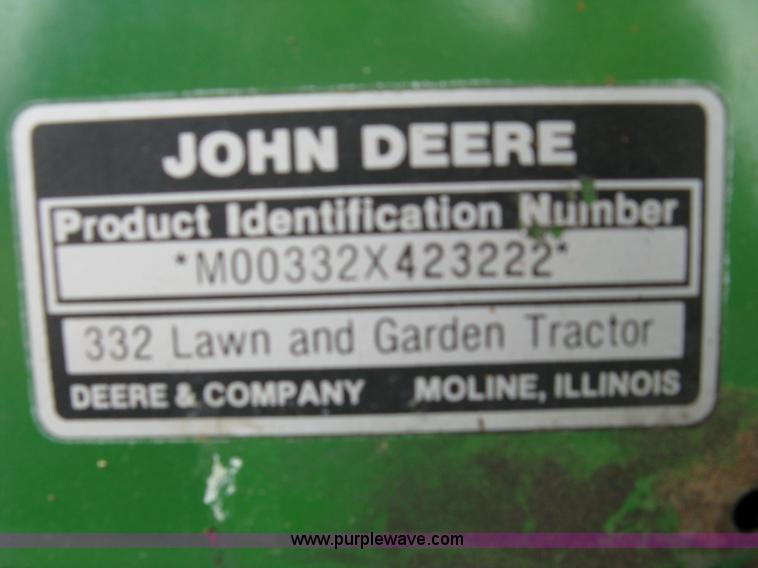 JOHN DEERE
Product Identification Number
*M00332X423222*
332 Lawn and Garden Tractor
DEERE & COMPANY MOLINE, ILLINOIS
www.purplewave.com